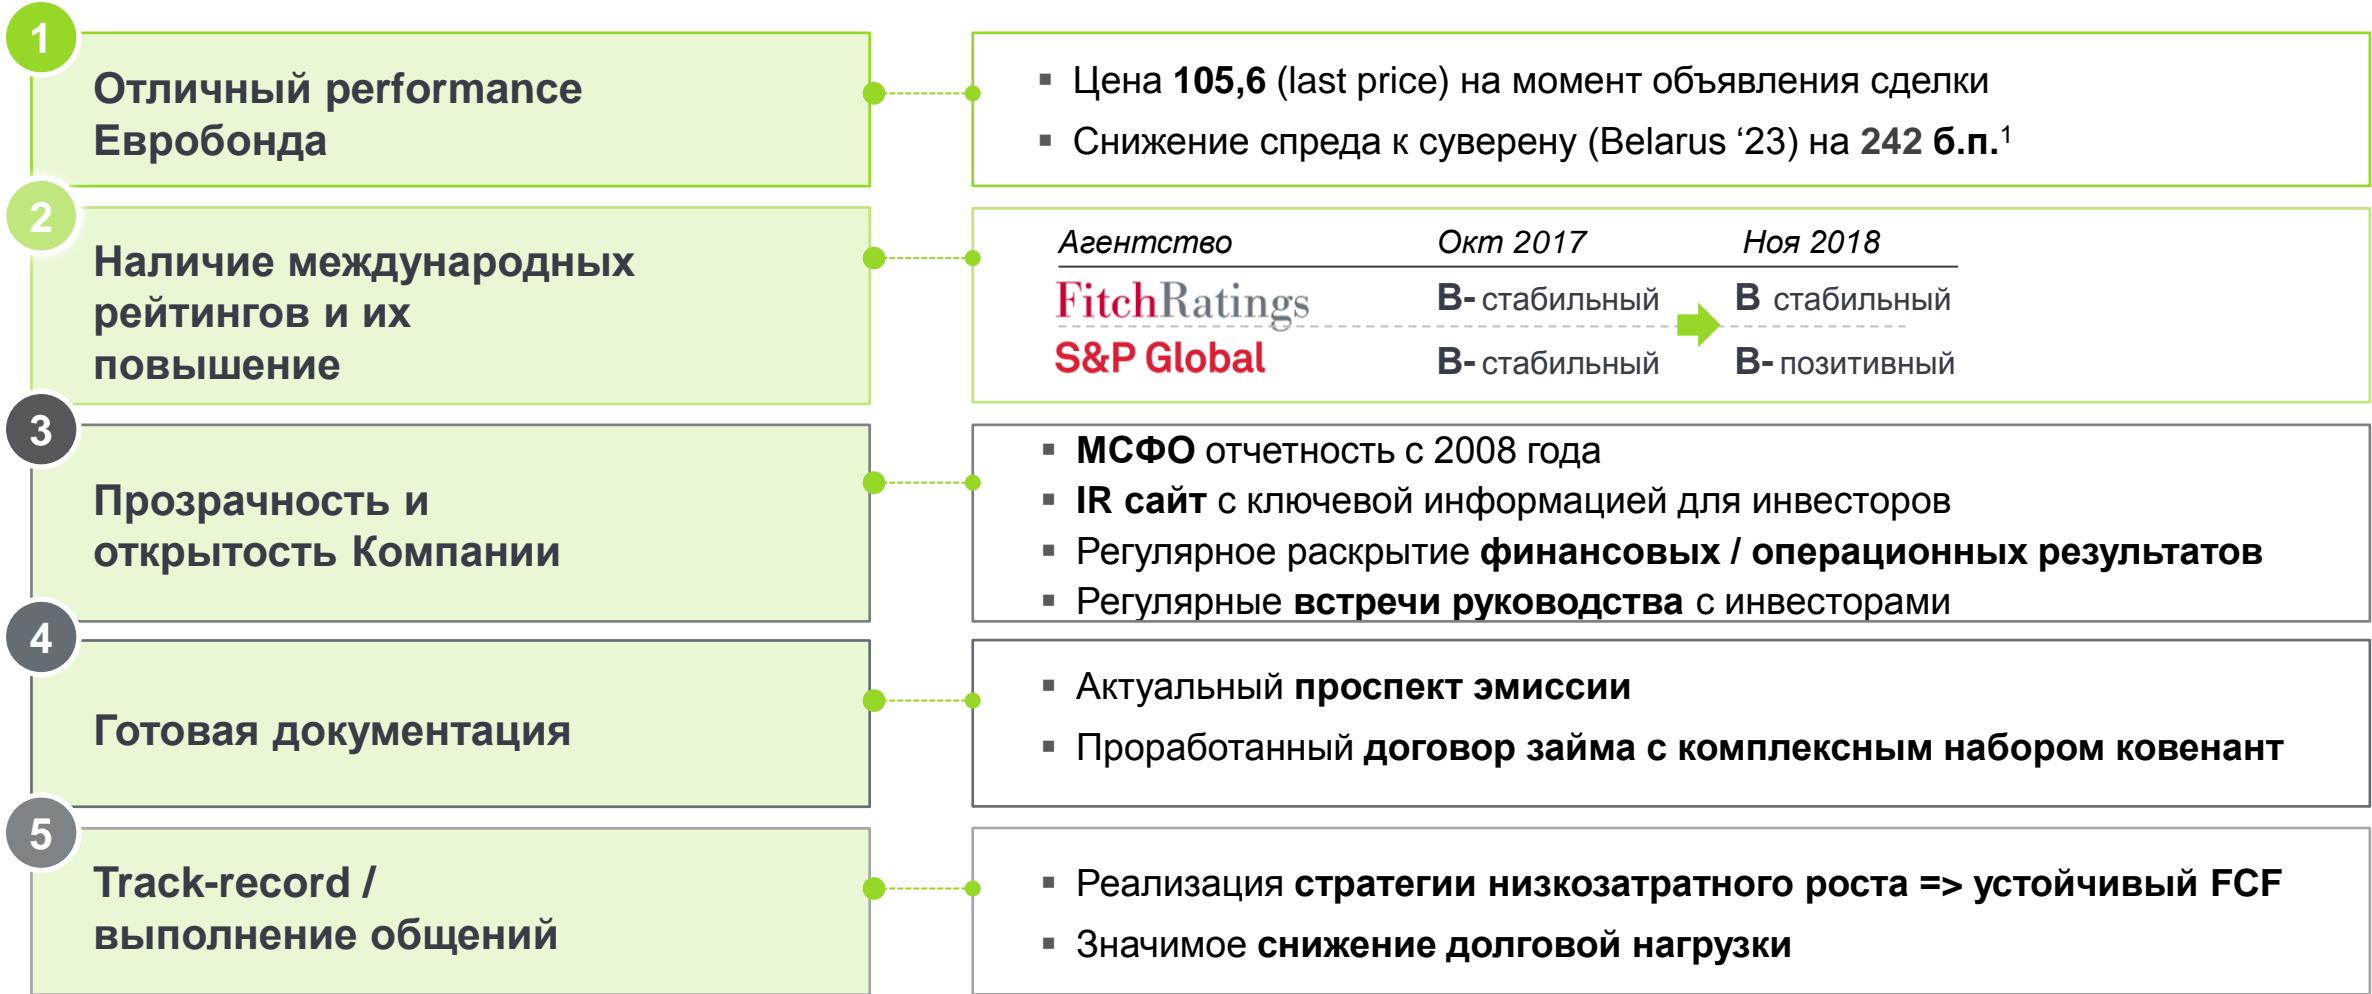 1
Отличный performance
Евробонда
▪ Цена 105,6 (last price) на момент объявления сделки
▪ Снижение спреда к суверену (Belarus ‘23) на 242 б.п.1
2
Наличие международных
рейтингов и их
повышение
Агентство Окт 2017 Ноя 2018
FitchRatings B- стабильный B стабильный
S&P Global B- стабильный B- позитивный
3
Прозрачность и
открытость Компании
▪ МСФО отчетность с 2008 года
▪ IR сайт с ключевой информацией для инвесторов
▪ Регулярное раскрытие финансовых / операционных результатов
▪ Регулярные встречи руководства с инвесторами
4
Готовая документация
▪ Актуальный проспект эмиссии
▪ Проработанный договор займа с комплексным набором ковенант
5
Track-record /
выполнение общений
▪ Реализация стратегии низкозатратного роста => устойчивый FCF
▪ Значимое снижение долговой нагрузки